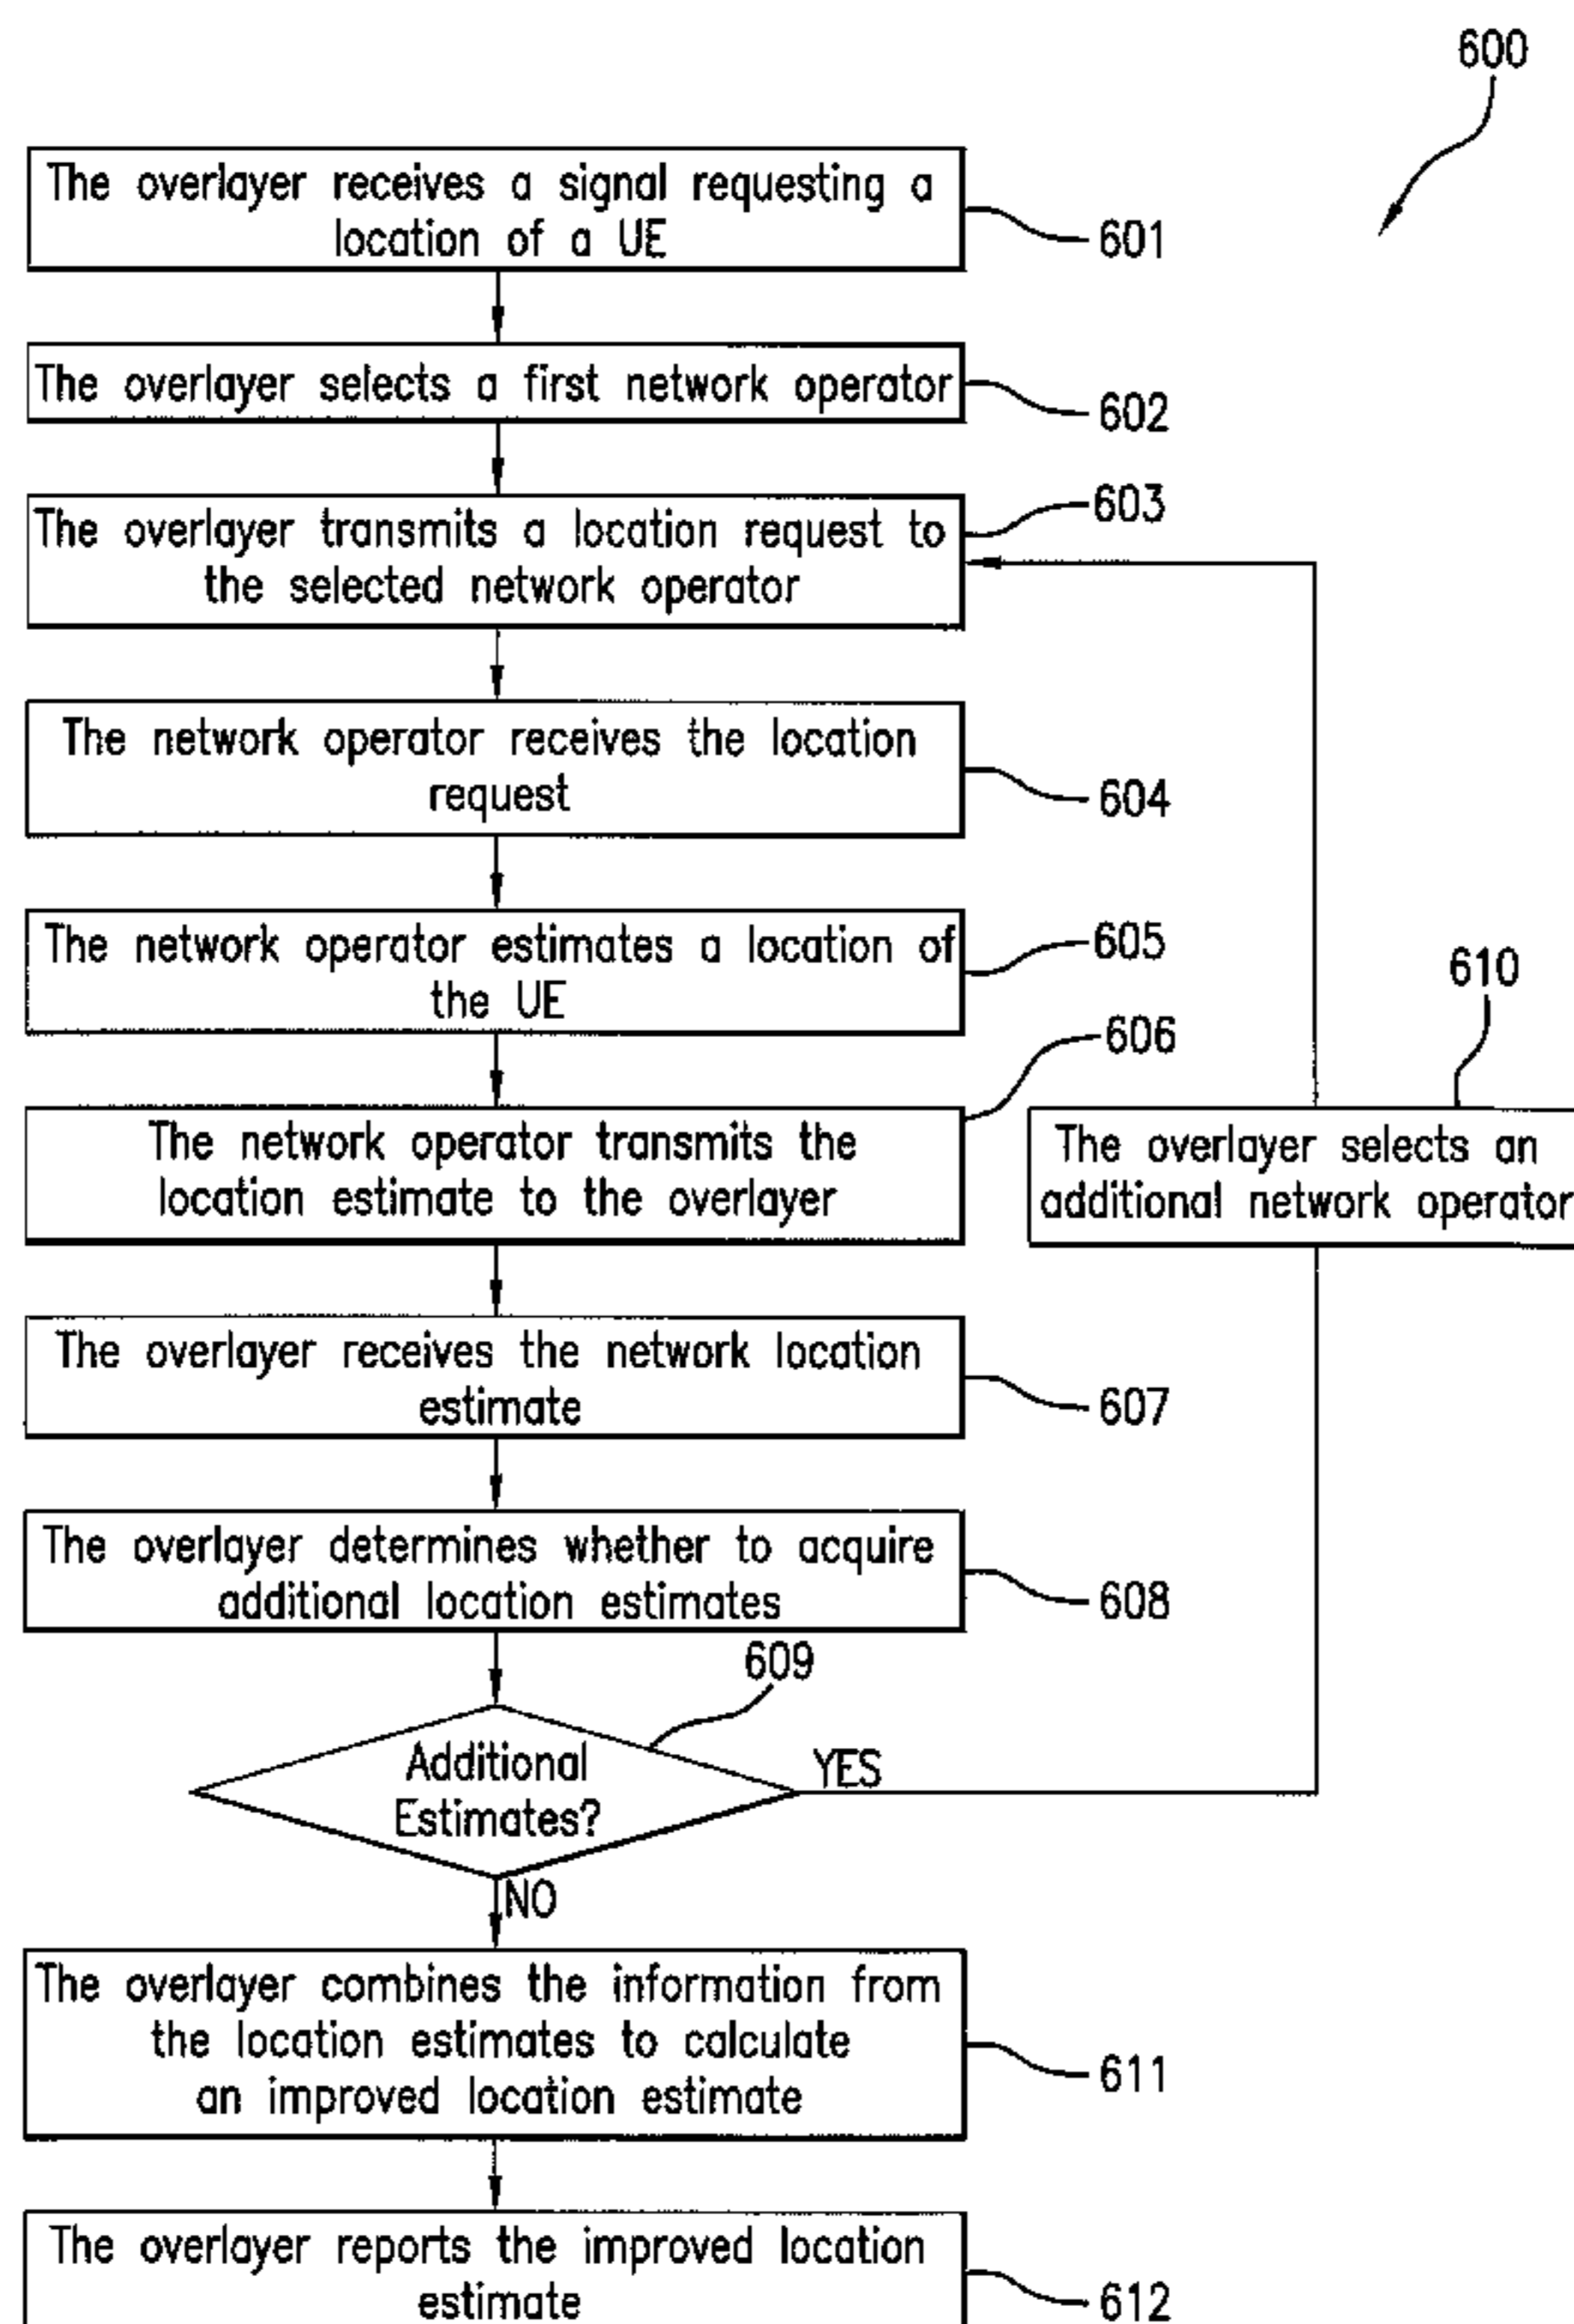 600
The overlayer receives a signal requesting a
location of a UE
601
The overlayer selects a first network operator
602
The overlayer transmits a location request to
the selected network operator
603
The network operator receives the location
request
604
The network operator estimates a location of
the UE
605
The network operator transmits the
location estimate to the overlayer
606
The overlayer selects an
additional network operator
610
The overlayer receives the network location
estimate
607
The overlayer determines whether to acquire
additional location estimates
608
609
Additional
Estimates?
YES
NO
The overlayer combines the information from
the location estimates to calculate
an improved location estimate
611
The overlayer reports the improved location
estimate
612